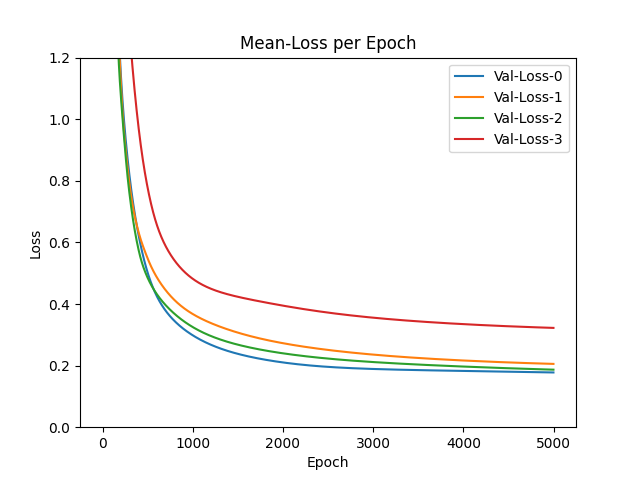 Mean-Loss per Epoch
Val-Loss-0
Val-Loss-1
Val-Loss-2
Val-Loss-3
Loss
1.2
1.0
0.8
0.6
0.4
0.2
0.0
0 1000 2000 3000 4000 5000
Epoch